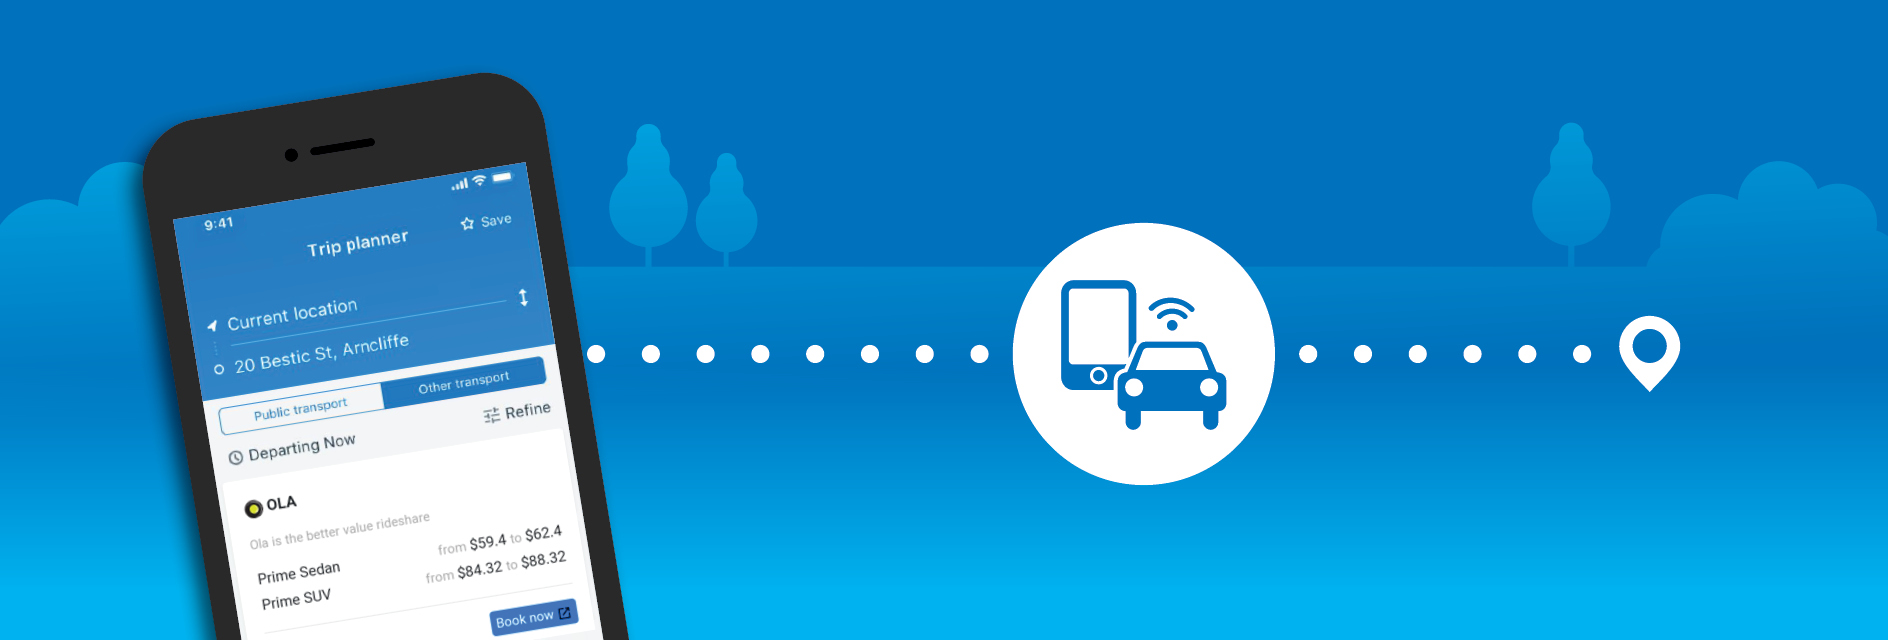 9:41
Save
Trip planner
Current location
20 Bestic St, Arncliffe
Public transport
Other transport
Departing Now
Refine
OLA
Ola is the better value rideshare
Prime Sedan from $59.4 to $62.4
Prime SUV from $84.32 to $88.32
Book now